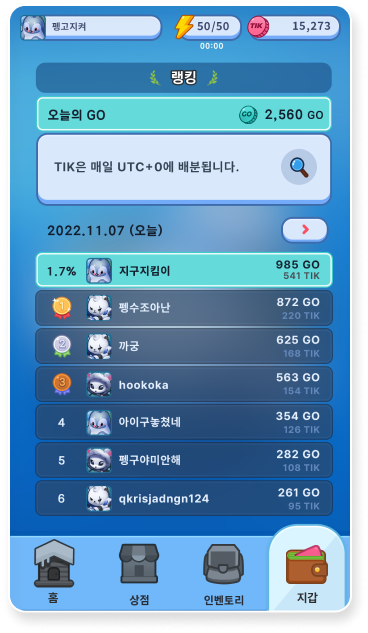 펭고지켜
50/50
TIK
15,273
00:00
랭킹
오늘의 GO
GO
2,560 GO
TIK은 매일 UTC+0에 배분됩니다.
2022.11.07 (오늘)
1.7%
지구지킴이
985 GO
541 TIK
1
펭수조아난
872 GO
220 TIK
2
까궁
625 GO
168 TIK
3
hookoka
563 GO
154 TIK
4
아이구놓쳤네
354 GO
126 TIK
5
펭구야미안해
282 GO
108 TIK
6
qkrisjadngn124
261 GO
95 TIK
홈
상점
인벤토리
지갑